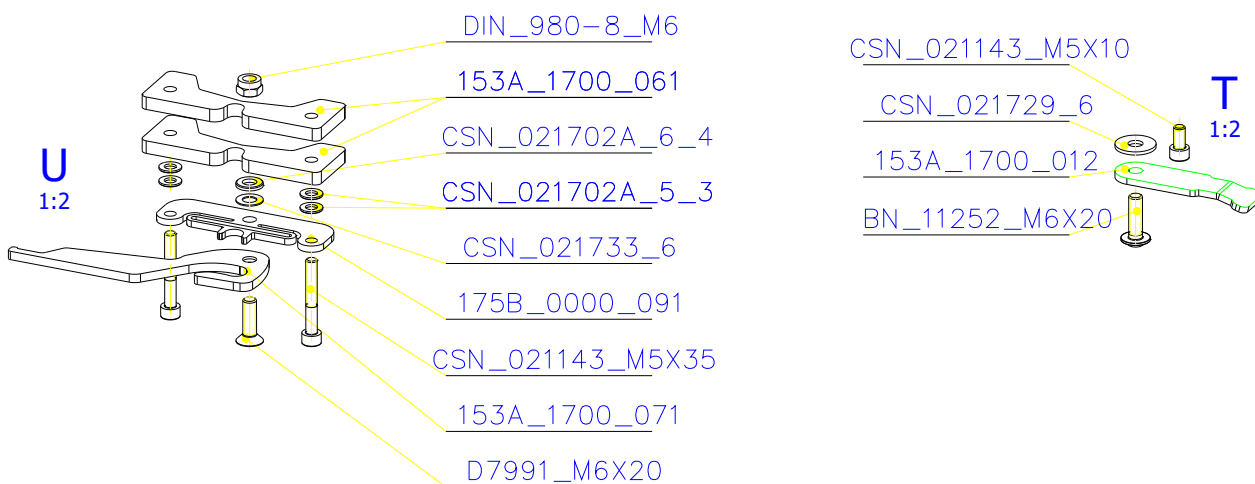 U
1:2
DIN_980-8_M6
153A_1700_061
CSN_021702A_6_4
CSN_021702A_5_3
CSN_021733_6
175B_0000_091
CSN_021143_M5X35
153A_1700_071
D7991_M6X20
T
1:2
CSN_021143_M5X10
CSN_021729_6
153A_1700_012
BN_11252_M6X20